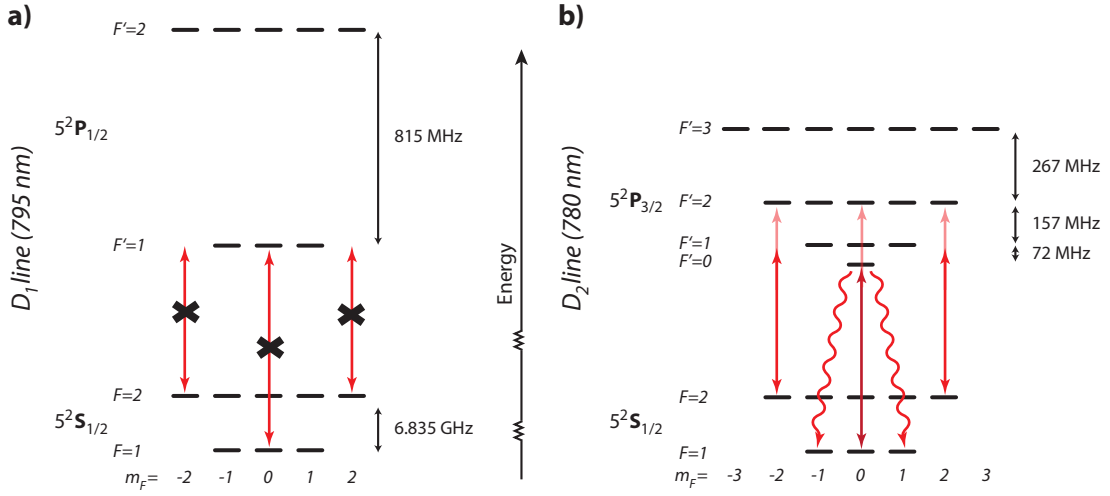 a)
F'=2
815 MHz
5²P1/2
D1 line (795 nm)
F'=1
F=2
5²S1/2
6.835 GHz
F=1
mF= -2 -1 0 1 2
Energy
b)
F'=3
267 MHz
5²P3/2
F'=2
157 MHz
F'=1
72 MHz
F'=0
D2 line (780 nm)
F=2
5²S1/2
F=1
mF= -3 -2 -1 0 1 2 3